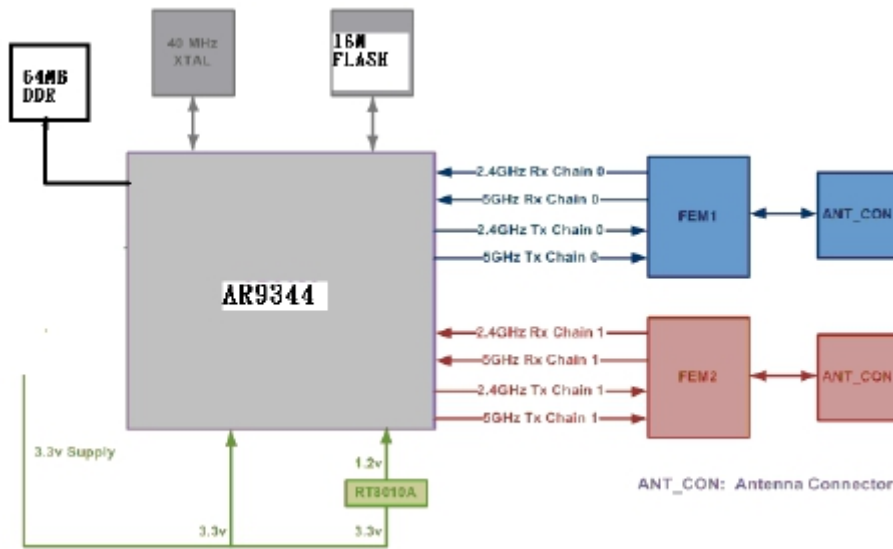 40 MHz
XTAL
16M
FLASH
64MB
DDR
2.4GHz Rx Chain 0
5GHz Rx Chain 0
2.4GHz Tx Chain 0
5GHz Tx Chain 0
FEM1
ANT_CON
AR9344
2.4GHz Rx Chain 1
5GHz Rx Chain 1
2.4GHz Tx Chain 1
5GHz Tx Chain 1
FEM2
ANT_CON
3.3v Supply
1.2v
RT8010A
3.3v
3.3v
ANT_CON: Antenna Connector